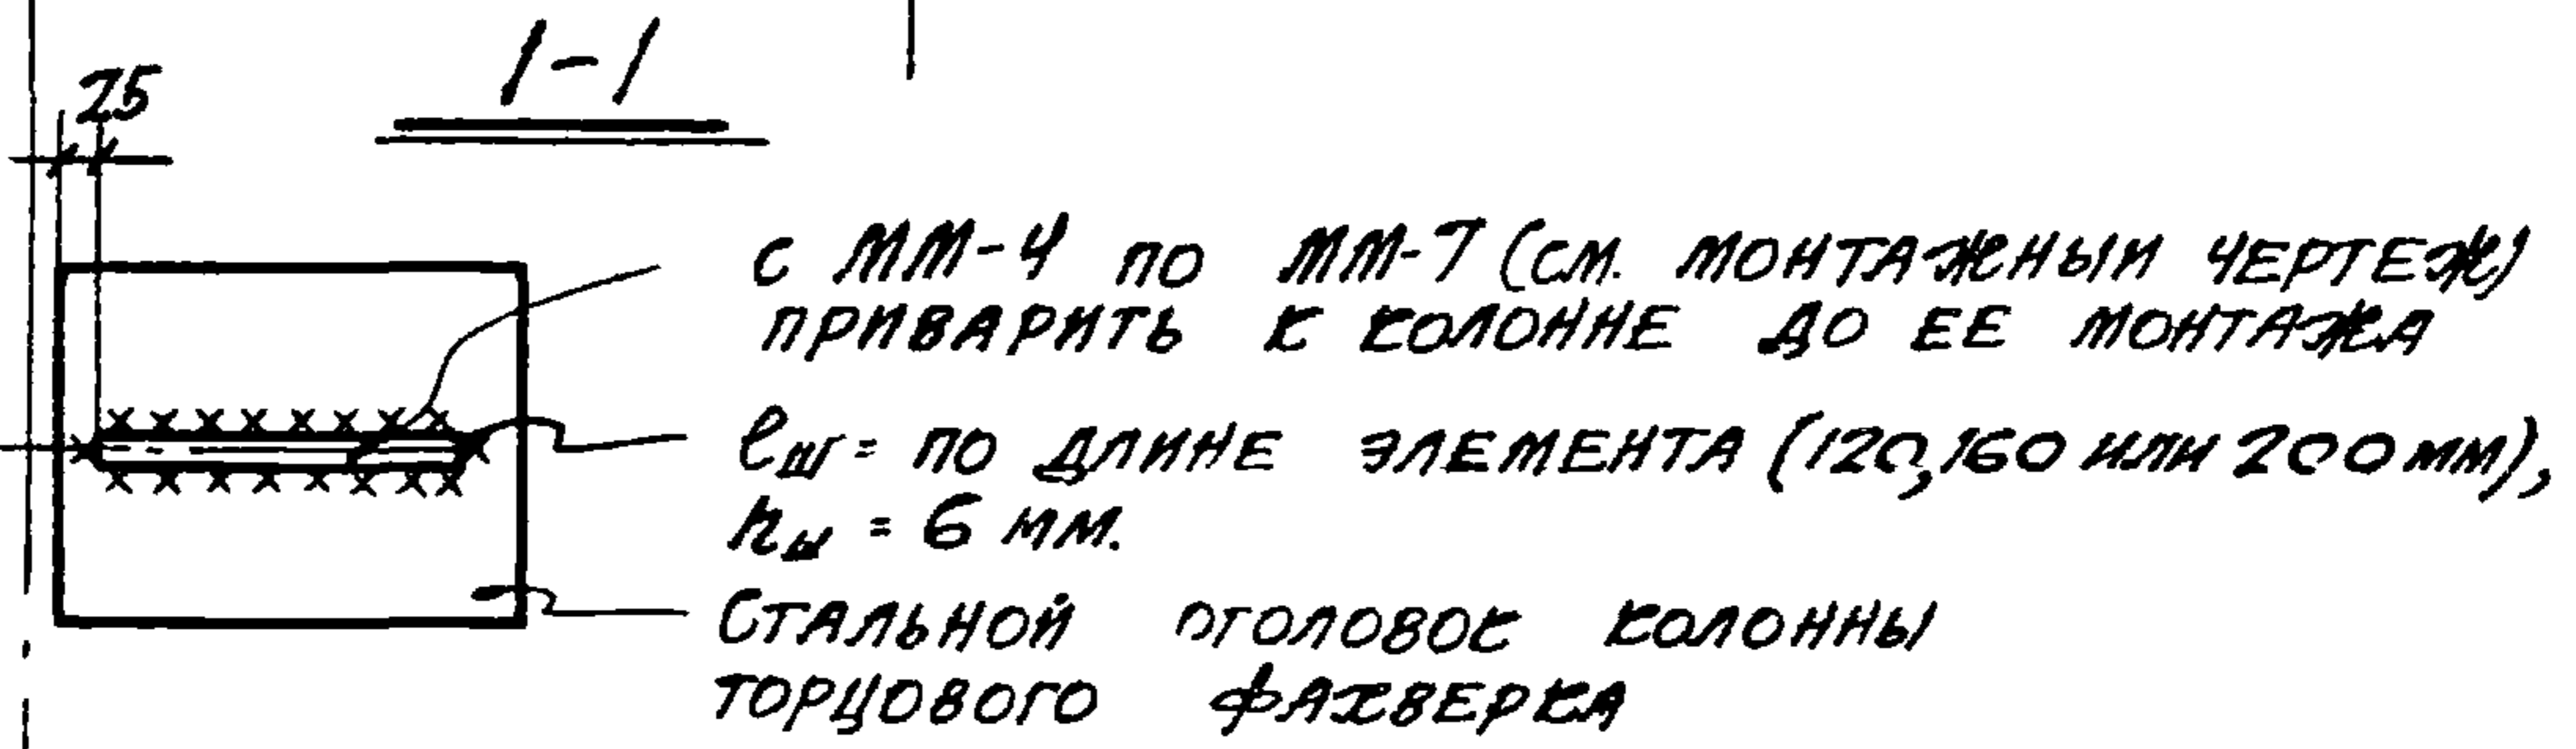 1-1
25
с ММ-4 по ММ-7 (см. монтажный чертеж)
приварить к колонне до ее монтажа
ℓш = по длине элемента (120, 160 или 200 мм),
hш = 6 мм.
Стальной оголовок колонны
торцового фахверка